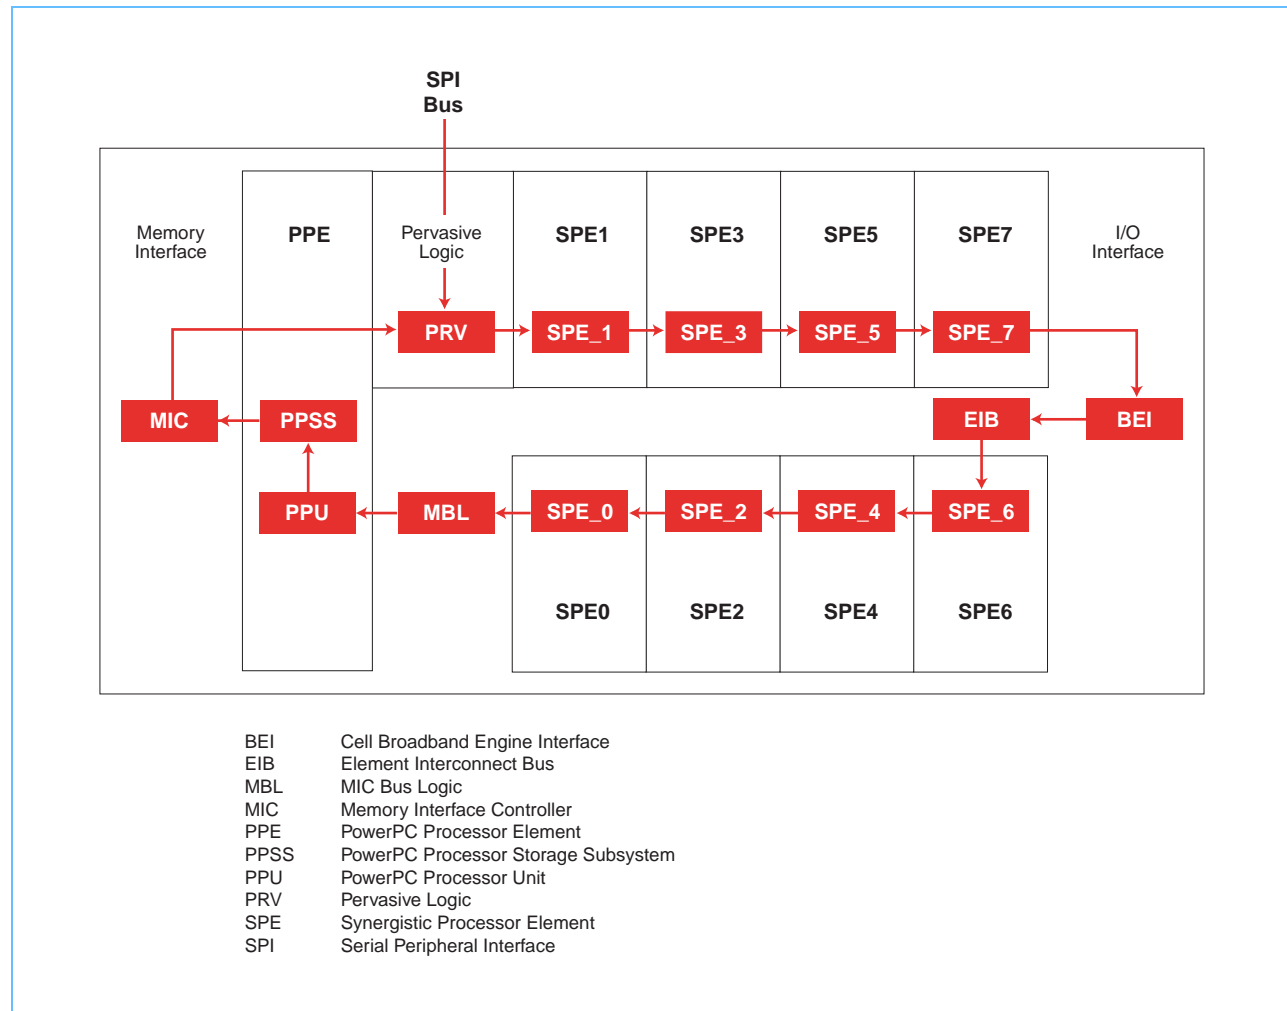 SPI
Bus
Memory
Interface
PPE
Pervasive
Logic
SPE1
SPE3
SPE5
SPE7
I/O
Interface
PRV
SPE_1
SPE_3
SPE_5
SPE_7
MIC
PPSS
EIB
BEI
PPU
MBL
SPE_0
SPE_2
SPE_4
SPE_6
SPE0
SPE2
SPE4
SPE6
BEI Cell Broadband Engine Interface
EIB Element Interconnect Bus
MBL MIC Bus Logic
MIC Memory Interface Controller
PPE PowerPC Processor Element
PPSS PowerPC Processor Storage Subsystem
PPU PowerPC Processor Unit
PRV Pervasive Logic
SPE Synergistic Processor Element
SPI Serial Peripheral Interface